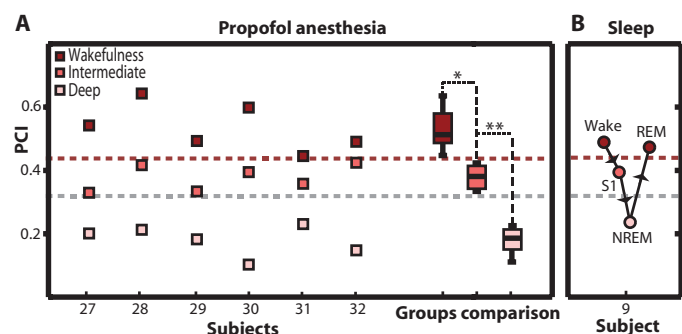 A
Propofol anesthesia
Wakefulness
Intermediate
Deep
PCI
0.6
0.4
0.2
*
**
27 28 29 30 31 32
Subjects
Groups comparison
B
Sleep
Wake
REM
S1
NREM
9
Subject